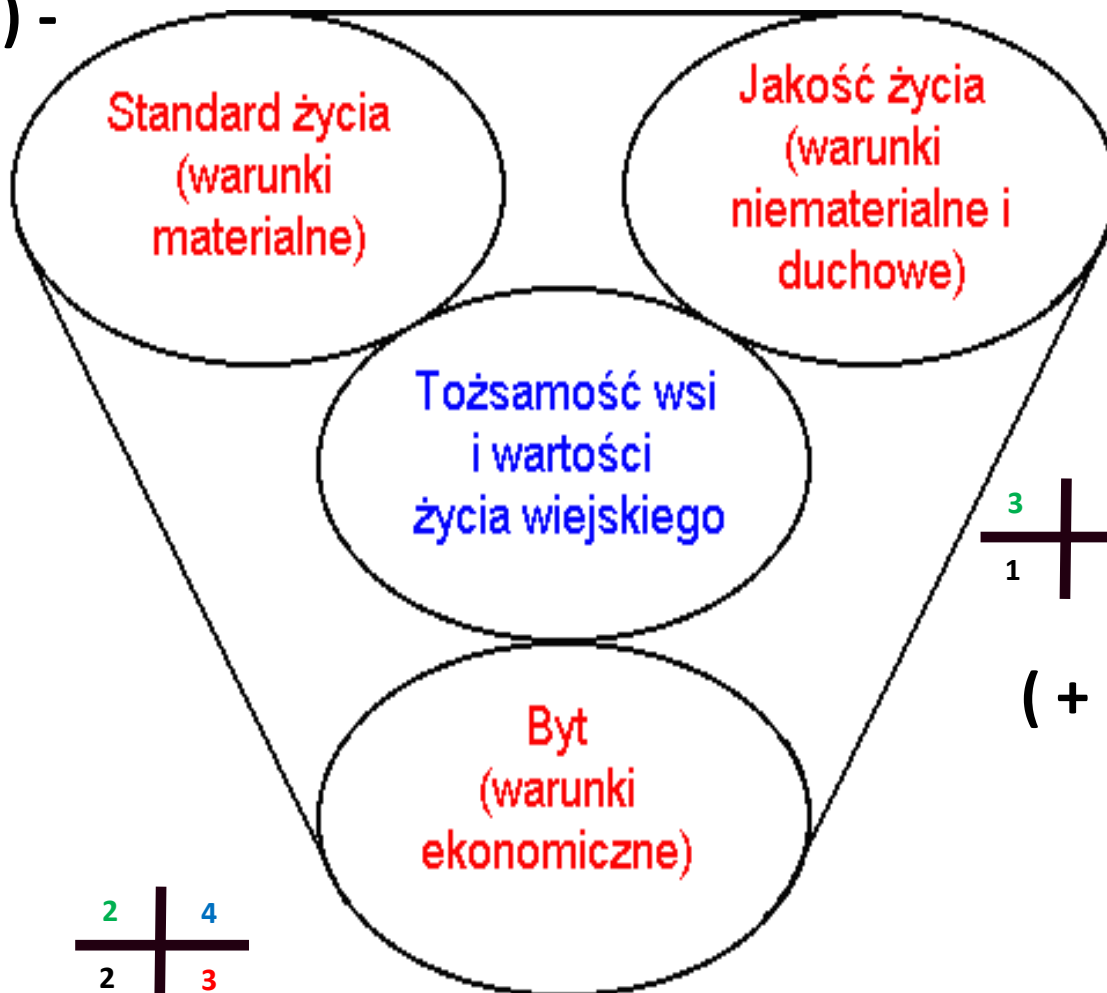 ) -
Standard życia
(warunki
materialne)
Jakość życia
(warunki
niematerialne i
duchowe)
Tożsamość wsi
i wartości
życia wiejskiego
3
1
( +
Byt
(warunki
ekonomiczne)
2 4
2 3